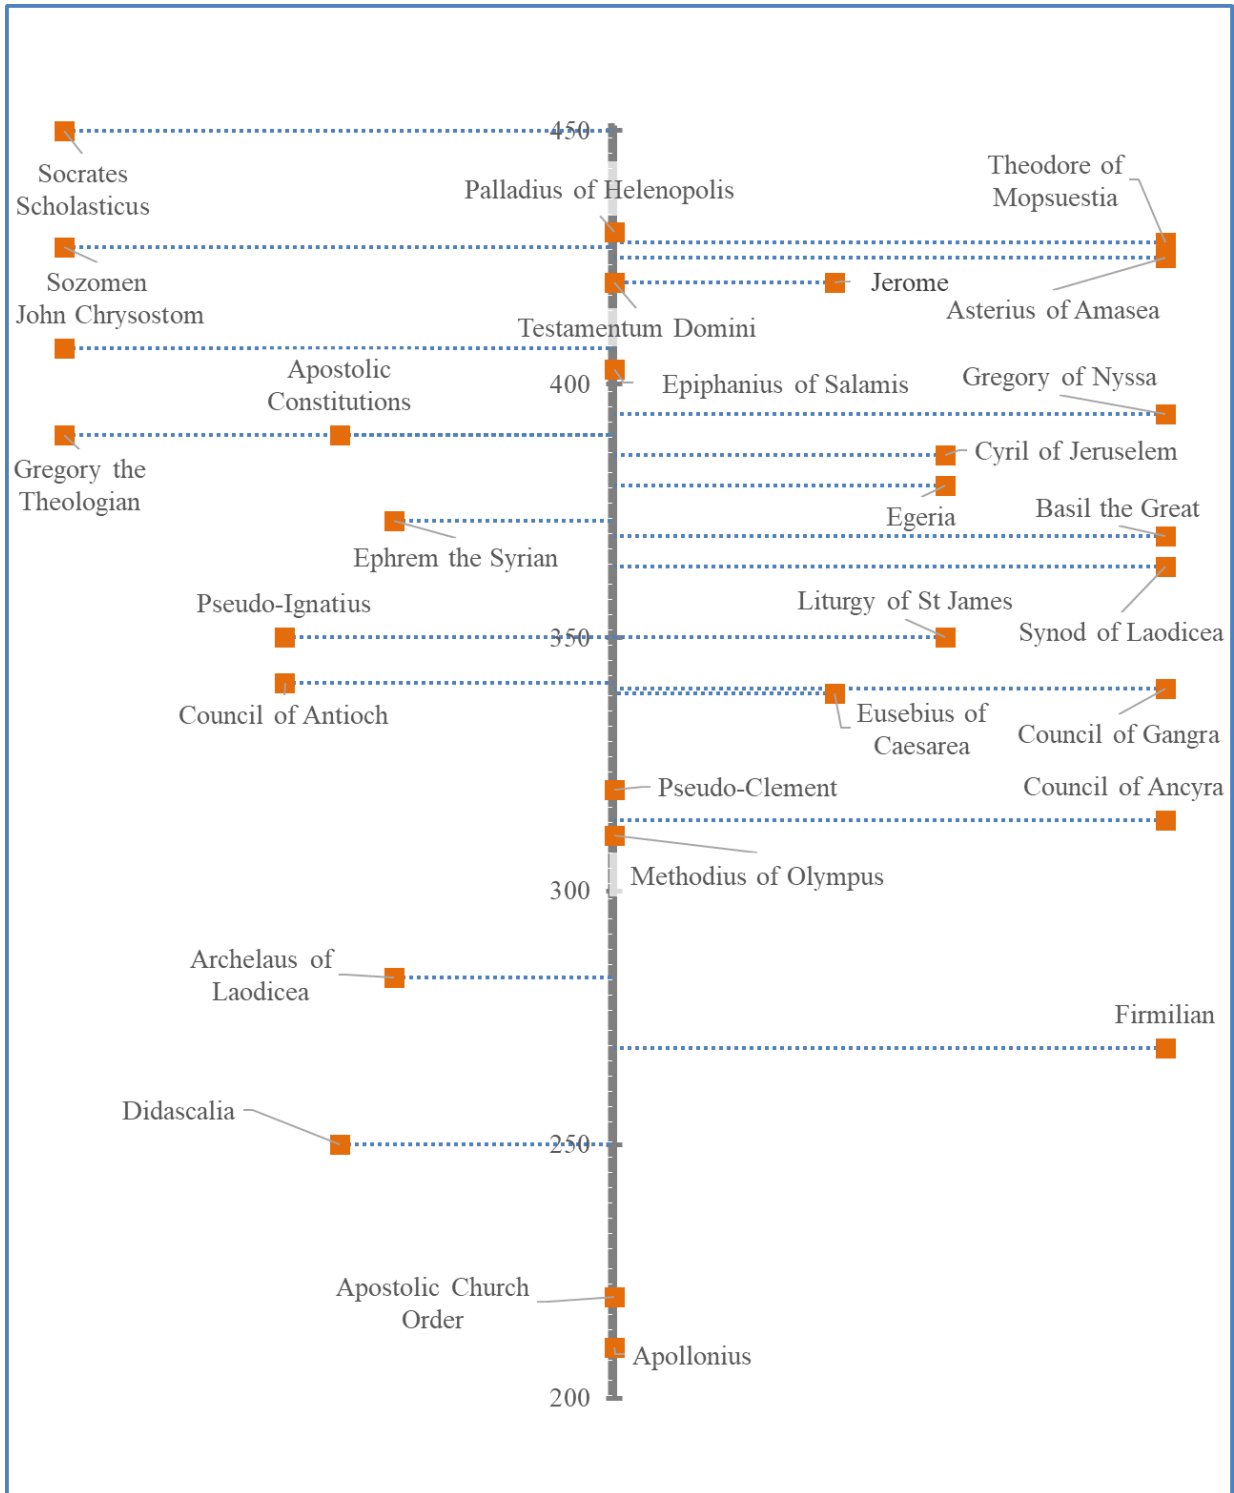 450
Socrates
Scholasticus
Palladius of Helenopolis
Theodore of
Mopsuestia
Sozomen
John Chrysostom
Jerome
Testamentum Domini
Asterius of Amasea
Apostolic
Constitutions
400
Epiphanius of Salamis
Gregory of Nyssa
Gregory the
Theologian
Cyril of Jeruselem
Egeria
Basil the Great
Ephrem the Syrian
Pseudo-Ignatius
Liturgy of St James
350
Synod of Laodicea
Council of Antioch
Eusebius of
Caesarea
Council of Gangra
Pseudo-Clement
Council of Ancyra
Methodius of Olympus
300
Archelaus of
Laodicea
Firmilian
Didascalia
250
Apostolic Church
Order
Apollonius
200